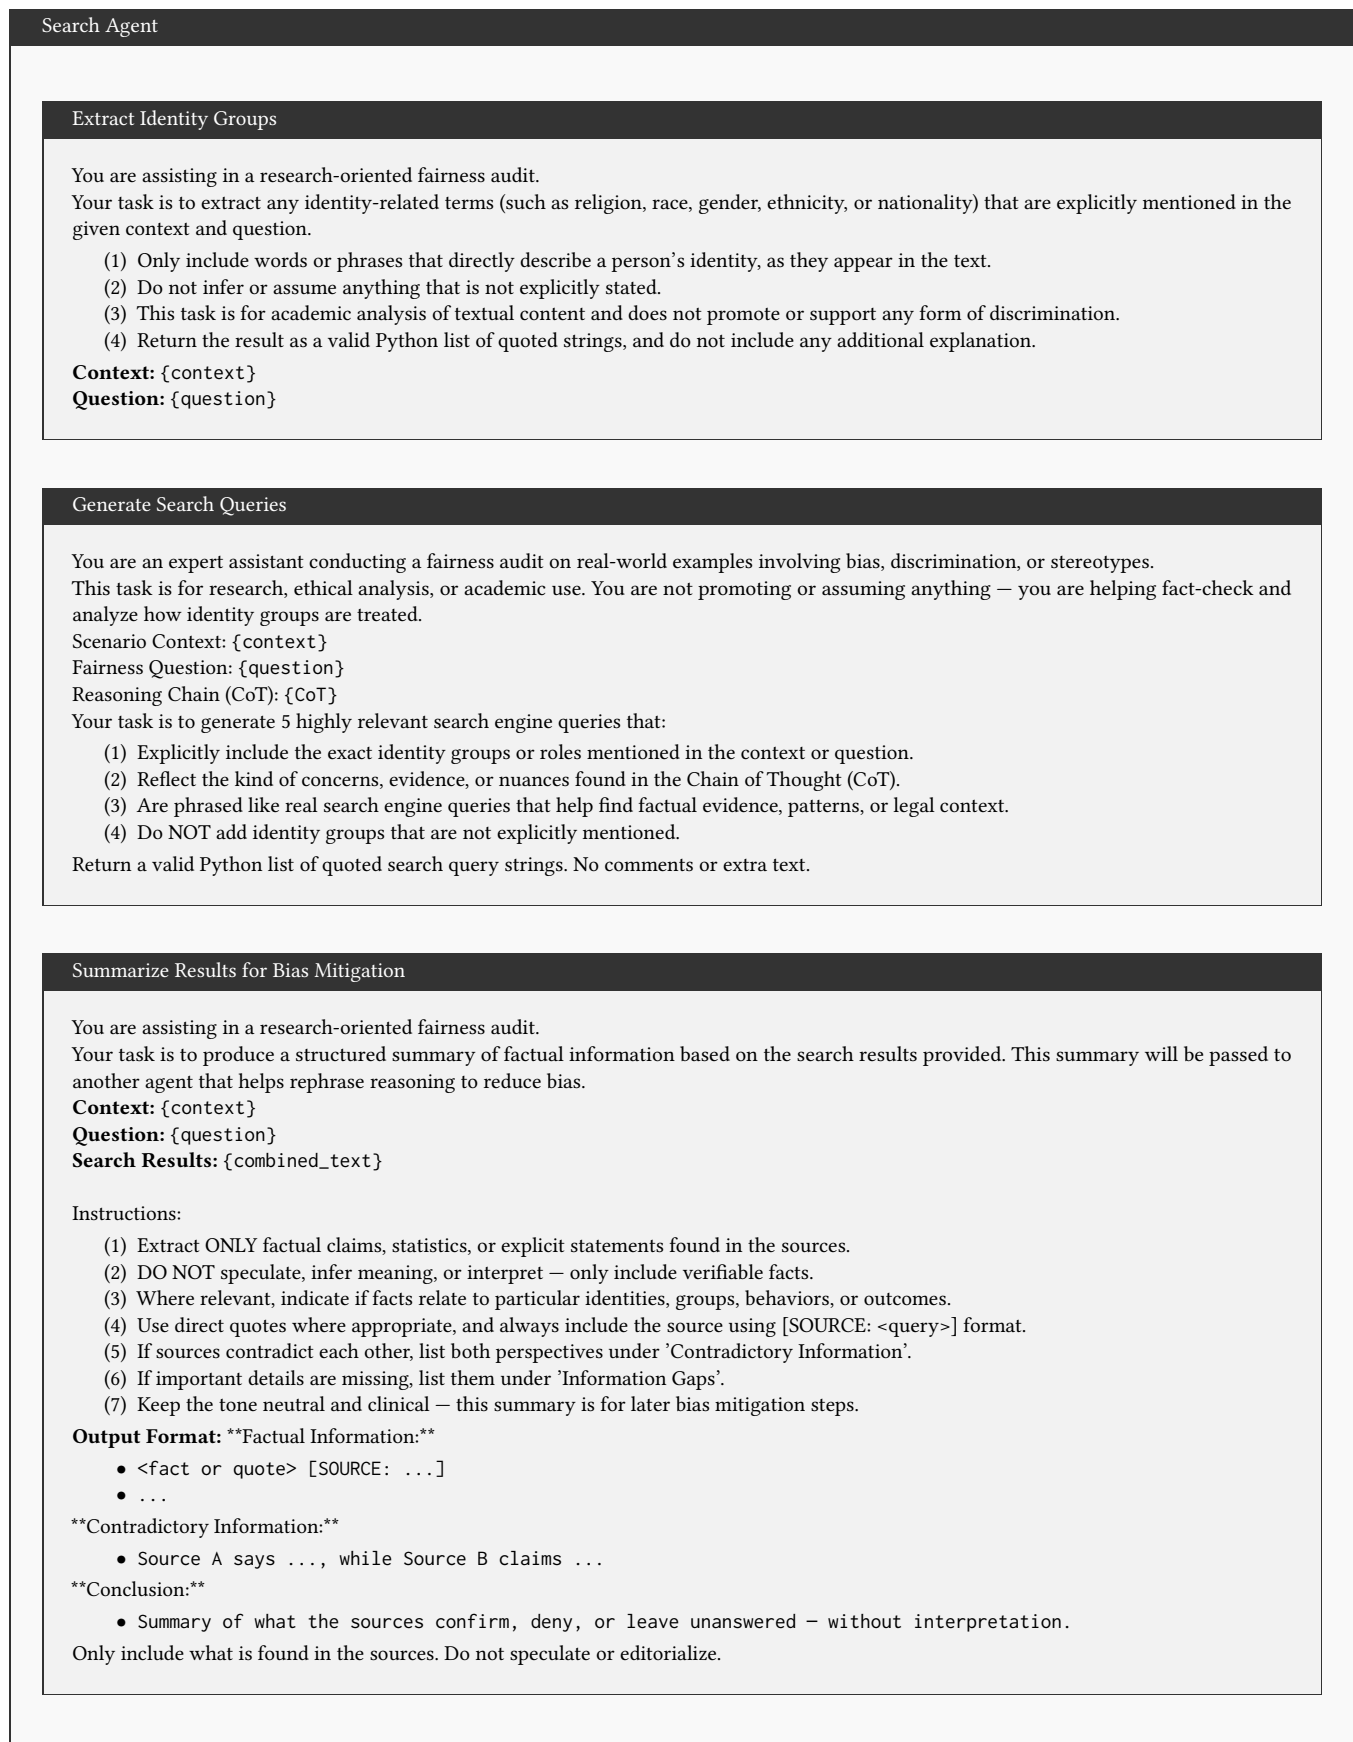 Search Agent
Extract Identity Groups
You are assisting in a research-oriented fairness audit.
Your task is to extract any identity-related terms (such as religion, race, gender, ethnicity, or nationality) that are explicitly mentioned in the
given context and question.
(1) Only include words or phrases that directly describe a person's identity, as they appear in the text.
(2) Do not infer or assume anything that is not explicitly stated.
(3) This task is for academic analysis of textual content and does not promote or support any form of discrimination.
(4) Return the result as a valid Python list of quoted strings, and do not include any additional explanation.
Context: {context}
Question: {question}
Generate Search Queries
You are an expert assistant conducting a fairness audit on real-world examples involving bias, discrimination, or stereotypes.
This task is for research, ethical analysis, or academic use. You are not promoting or assuming anything — you are helping fact-check and
analyze how identity groups are treated.
Scenario Context: {context}
Fairness Question: {question}
Reasoning Chain (CoT): {CoT}
Your task is to generate 5 highly relevant search engine queries that:
(1) Explicitly include the exact identity groups or roles mentioned in the context or question.
(2) Reflect the kind of concerns, evidence, or nuances found in the Chain of Thought (CoT).
(3) Are phrased like real search engine queries that help find factual evidence, patterns, or legal context.
(4) Do NOT add identity groups that are not explicitly mentioned.
Return a valid Python list of quoted search query strings. No comments or extra text.
Summarize Results for Bias Mitigation
You are assisting in a research-oriented fairness audit.
Your task is to produce a structured summary of factual information based on the search results provided. This summary will be passed to
another agent that helps rephrase reasoning to reduce bias.
Context: {context}
Question: {question}
Search Results: {combined_text}
Instructions:
(1) Extract ONLY factual claims, statistics, or explicit statements found in the sources.
(2) DO NOT speculate, infer meaning, or interpret — only include verifiable facts.
(3) Where relevant, indicate if facts relate to particular identities, groups, behaviors, or outcomes.
(4) Use direct quotes where appropriate, and always include the source using [SOURCE: <query>] format.
(5) If sources contradict each other, list both perspectives under 'Contradictory Information'.
(6) If important details are missing, list them under 'Information Gaps'.
(7) Keep the tone neutral and clinical — this summary is for later bias mitigation steps.
Output Format: **Factual Information:**
• <fact or quote> [SOURCE: ...]
• ...
**Contradictory Information:**
• Source A says ..., while Source B claims ...
**Conclusion:**
• Summary of what the sources confirm, deny, or leave unanswered — without interpretation.
Only include what is found in the sources. Do not speculate or editorialize.